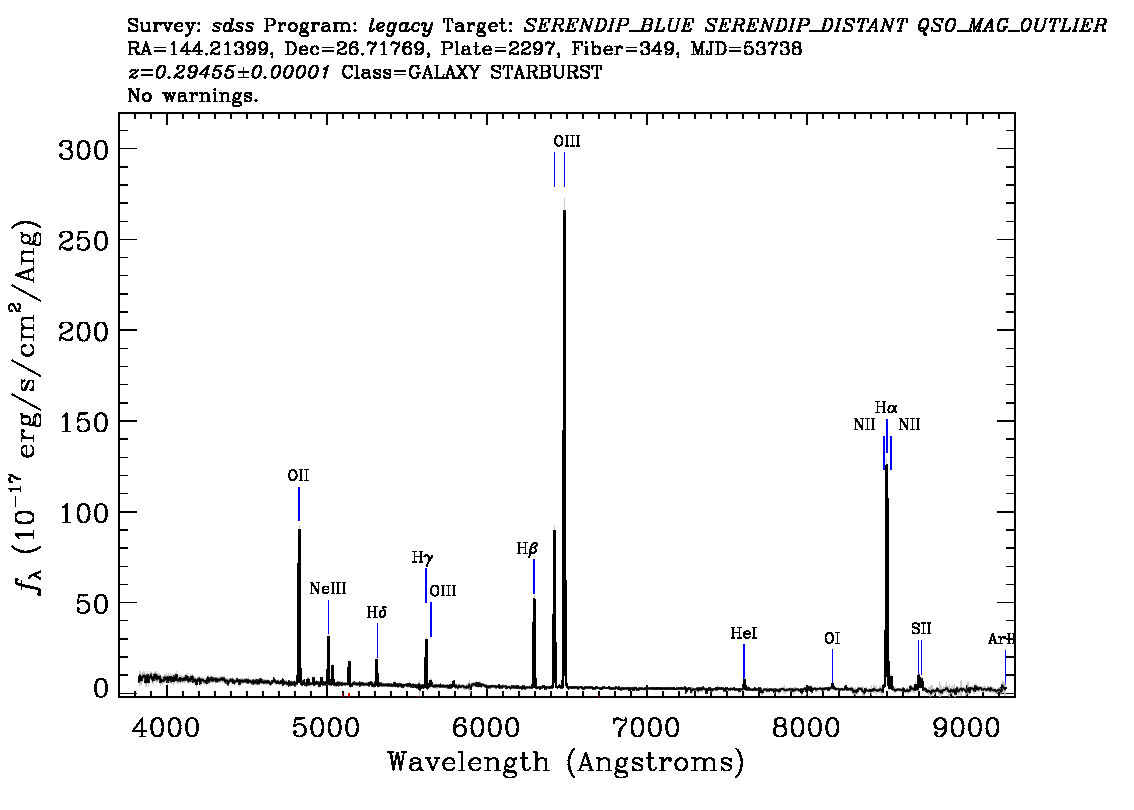 Survey: sdss Program: legacy Target: SERENDIP_BLUE SERENDIP_DISTANT QSO_MAG_OUTLIER
RA=144.21399, Dec=26.71769, Plate=2297, Fiber=349, MJD=53738
z=0.29455±0.00001 Class=GALAXY STARBURST
No warnings.
300
250
200
150
100
50
0
fλ (10⁻¹⁷ erg/s/cm²/Ang)
OIII
Hα
NII NII
OII
Hβ
Hγ
NeIII
OIII
Hδ
HeI
OI
SII
ArII
4000 5000 6000 7000 8000 9000
Wavelength (Angstroms)